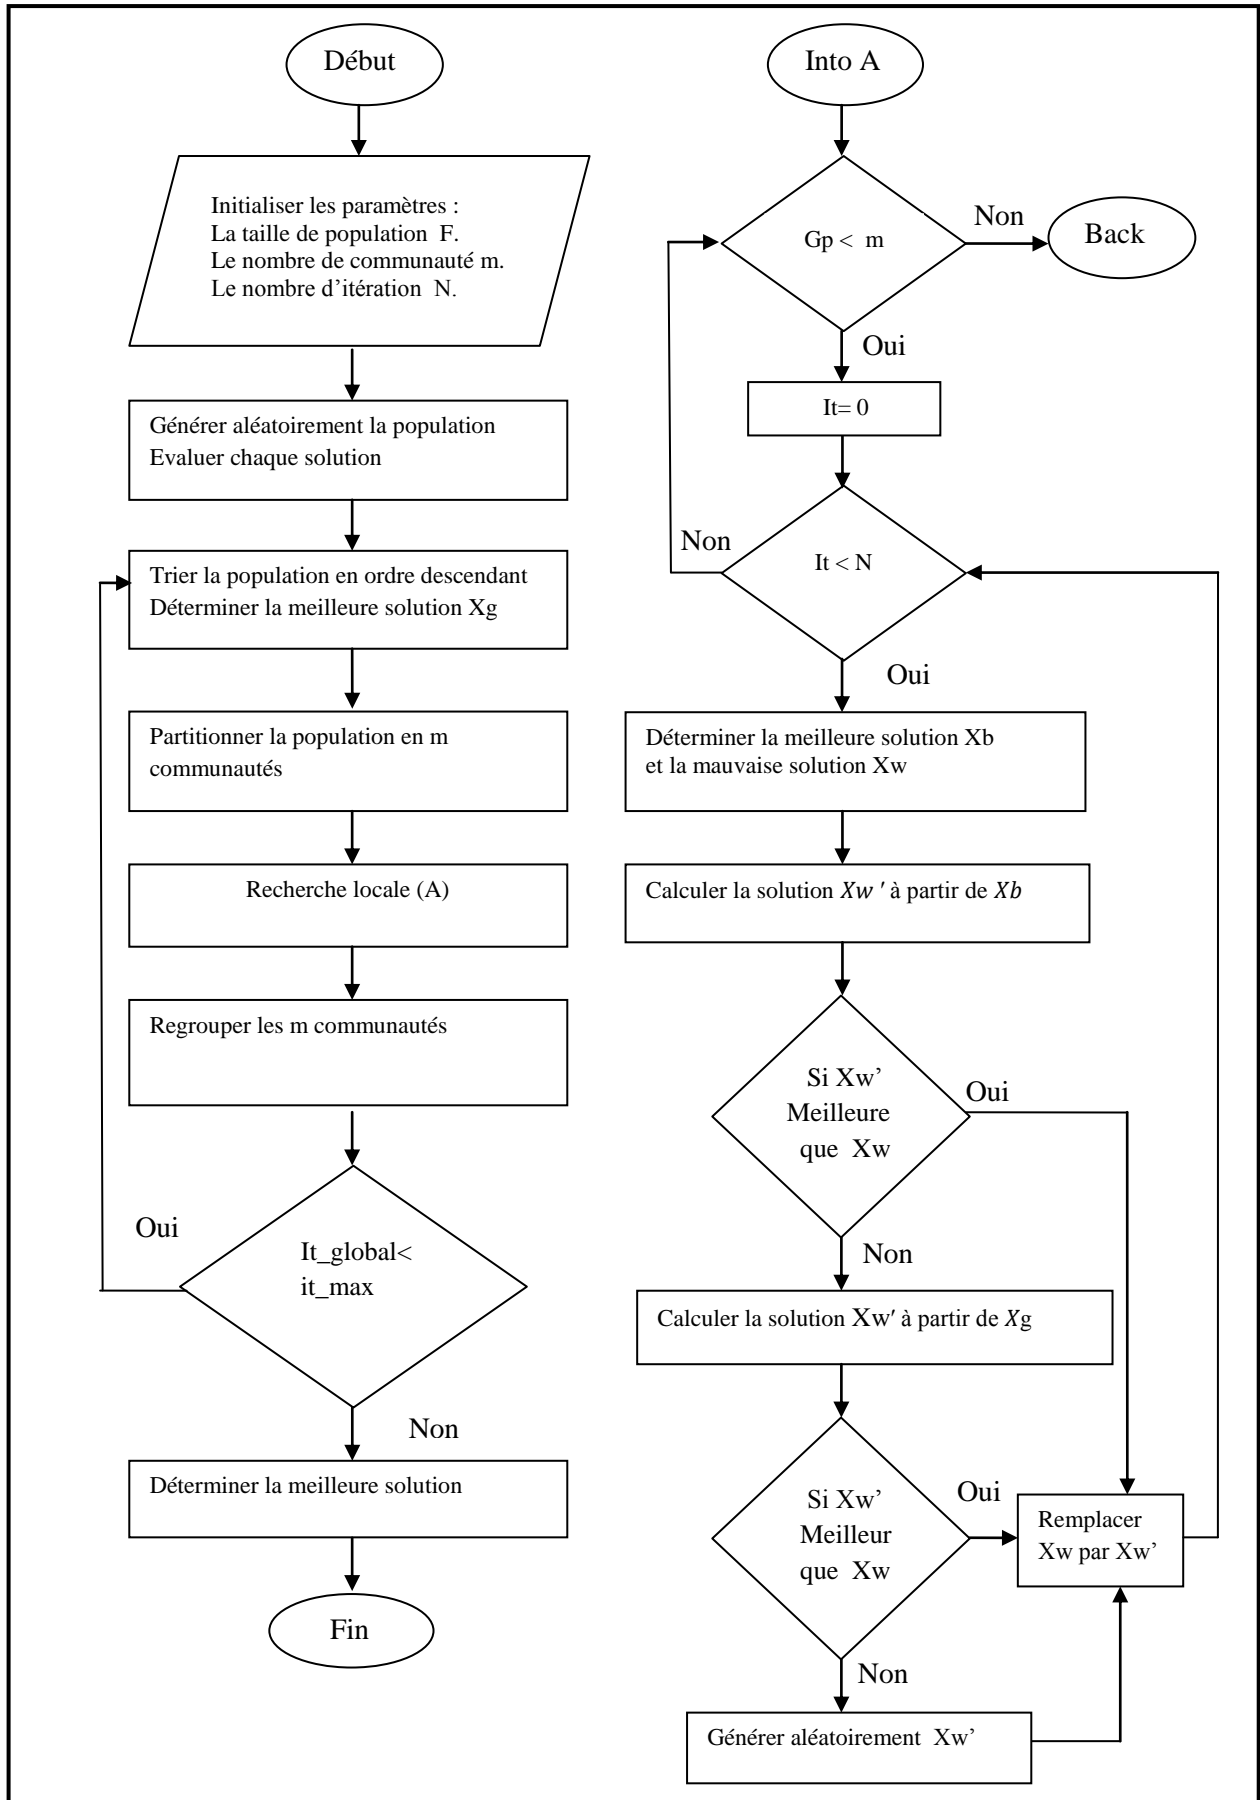 Début
Initialiser les paramètres :
La taille de population F.
Le nombre de communauté m.
Le nombre d'itération N.
Générer aléatoirement la population
Evaluer chaque solution
Trier la population en ordre descendant
Déterminer la meilleure solution Xg
Partitionner la population en m
communautés
Recherche locale (A)
Regrouper les m communautés
Oui
It_global<
it_max
Non
Déterminer la meilleure solution
Fin
Into A
Gp < m
Non
Back
Oui
It= 0
Non
It < N
Oui
Déterminer la meilleure solution Xb
et la mauvaise solution Xw
Calculer la solution Xw ′ à partir de Xb
Si Xw’
Meilleure
que Xw
Oui
Non
Calculer la solution Xw′ à partir de Xg
Si Xw’
Meilleur
que Xw
Oui
Remplacer
Xw par Xw’
Non
Générer aléatoirement Xw’